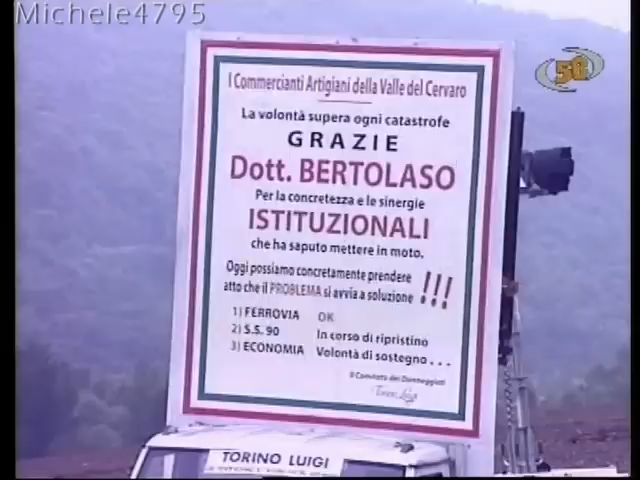 Michele4795
50
I Commercianti Artigiani della Valle del Cervaro
La volontà supera ogni catastrofe
GRAZIE
Dott. BERTOLASO
Per la concretezza e le sinergie
ISTITUZIONALI
che ha saputo mettere in moto.
Oggi possiamo concretamente prendere
atto che il PROBLEMA si avvia a soluzione !!!
1) FERROVIA OK
2) S.S. 90 In corso di ripristino
3) ECONOMIA Volontà di sostegno . . .
Il Comitato dei Danneggiati
Torino Luigi
TORINO LUIGI